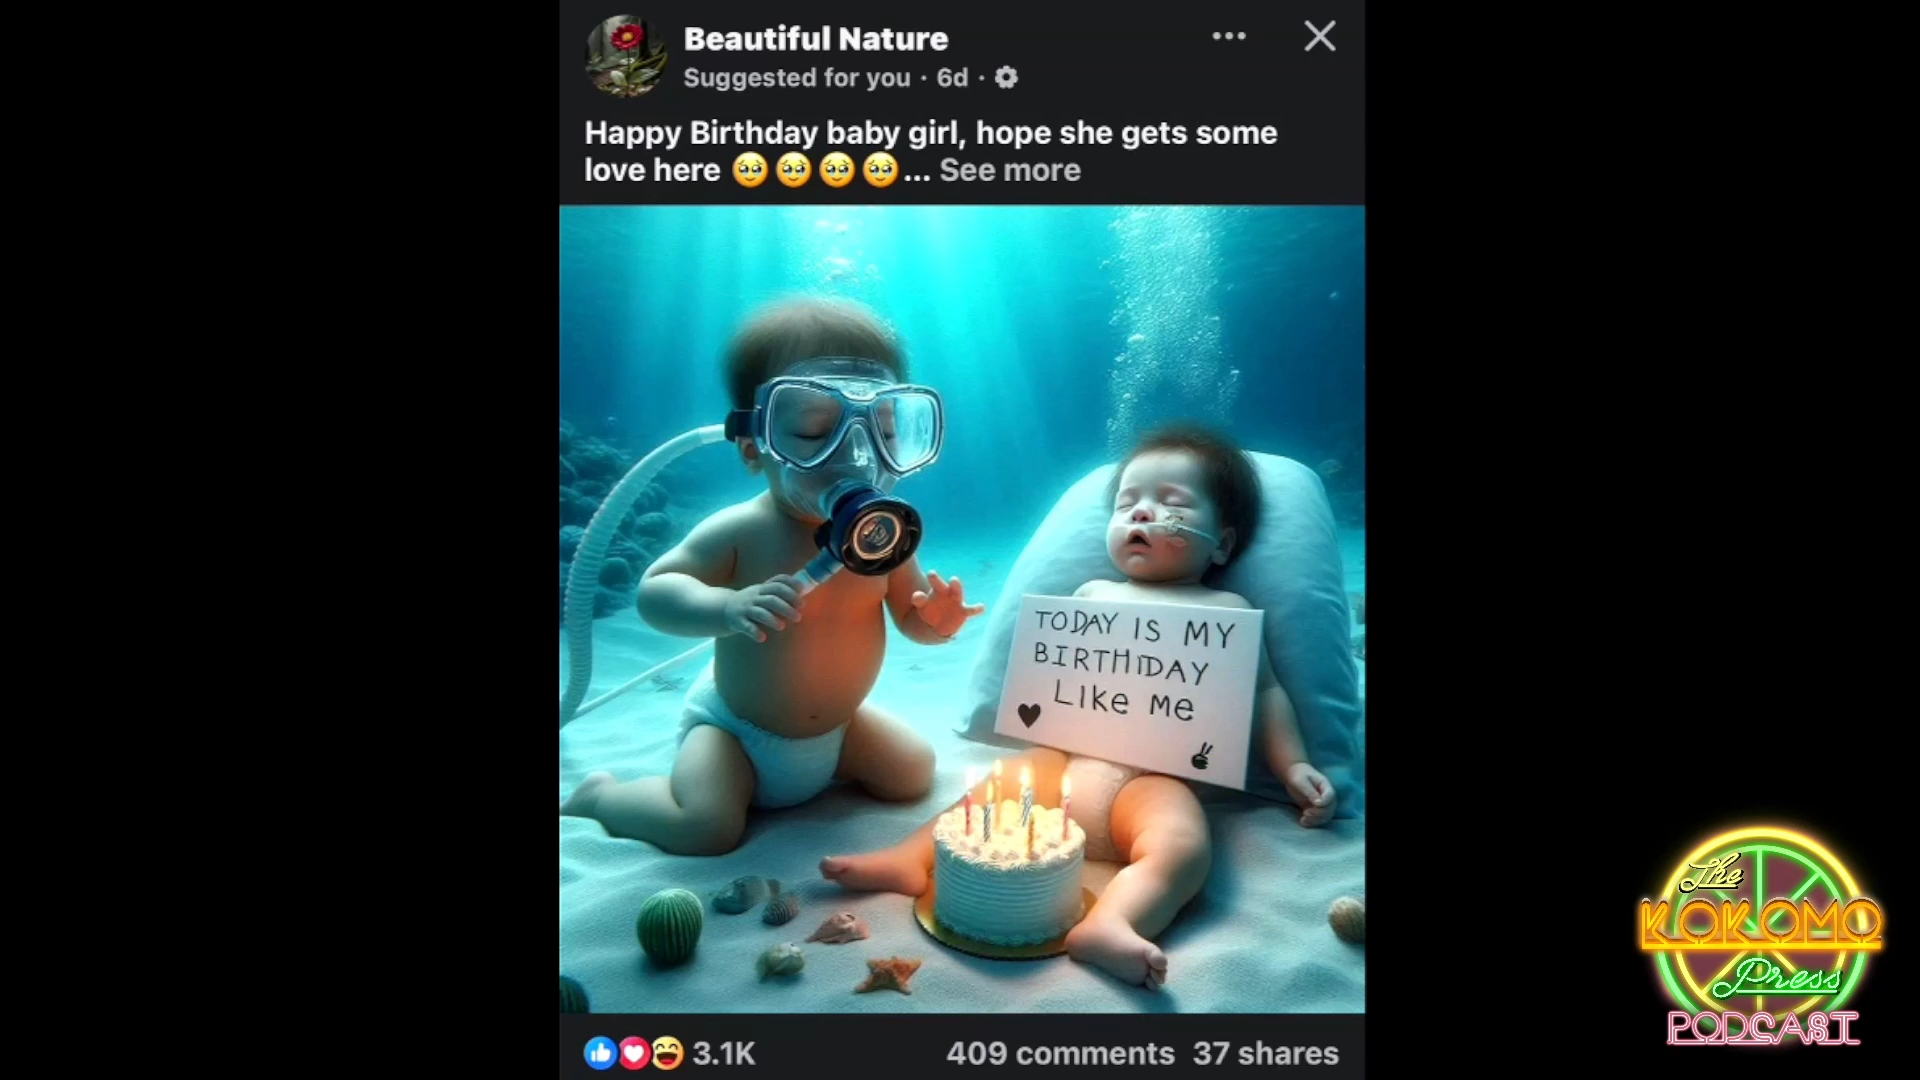 Beautiful Nature
Suggested for you · 6d ·
Happy Birthday baby girl, hope she gets some
love here 🥹🥹🥹🥹... See more
TODAY IS MY
BIRTHDAY
LIKE ME
3.1K 409 comments 37 shares
The
KOKOMO
Press
PODCAST